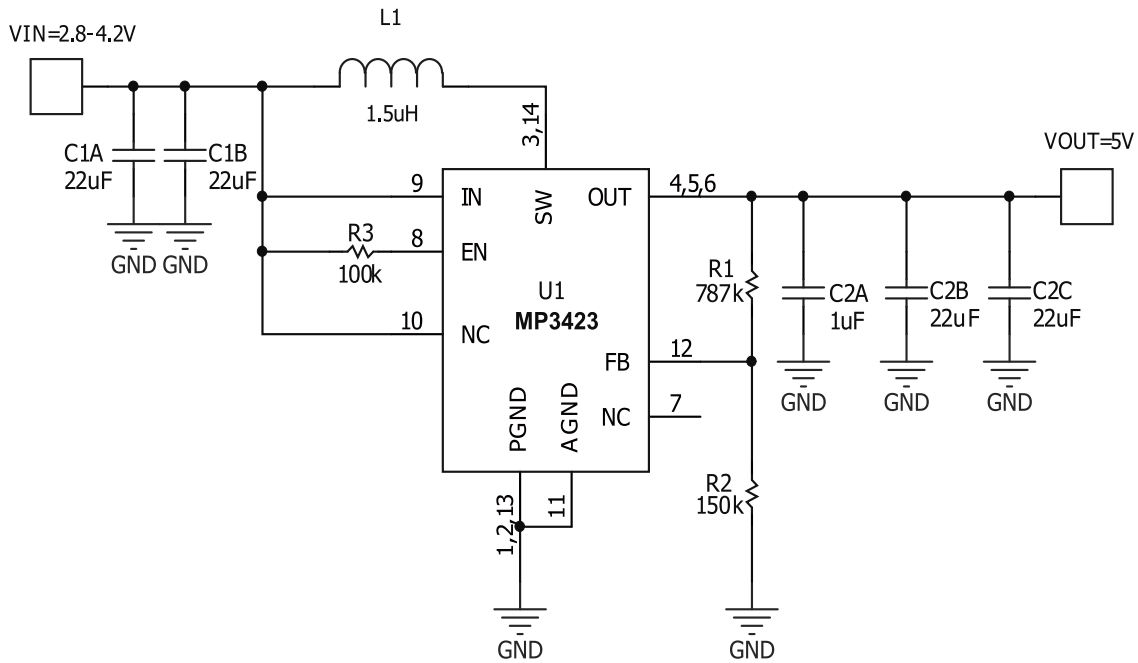 L1
VIN=2.8-4.2V
1.5uH
3,14
C1A
22uF
C1B
22uF
VOUT=5V
9
IN
SW
OUT
4,5,6
GND
GND
R3
100k
8
EN
U1
MP3423
R1
787k
C2A
1uF
C2B
22uF
C2C
22uF
10
NC
FB
12
GND
GND
GND
PGND
AGND
NC
7
1,2,13
11
R2
150k
GND
GND